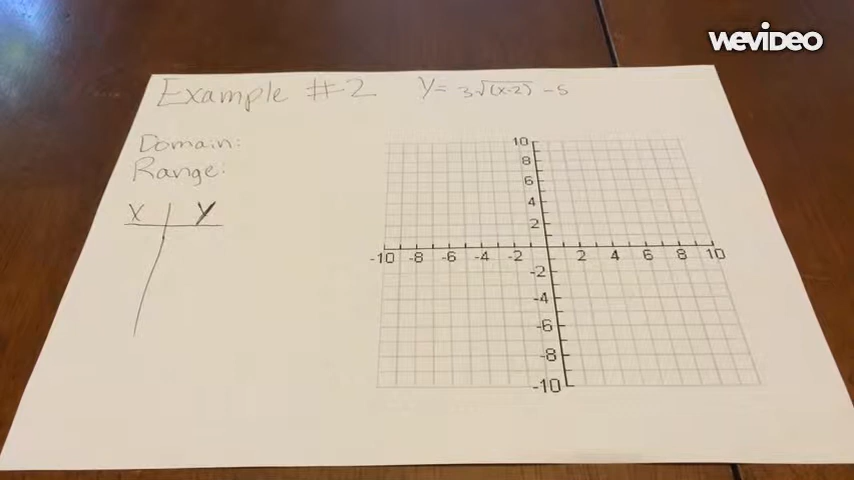 wevideo
Example #2 y= 3√(x-2) -5
Domain:
Range:
X Y
10
8
6
4
2
-10 -8 -6 -4 -2 2 4 6 8 10
-2
-4
-6
-8
-10